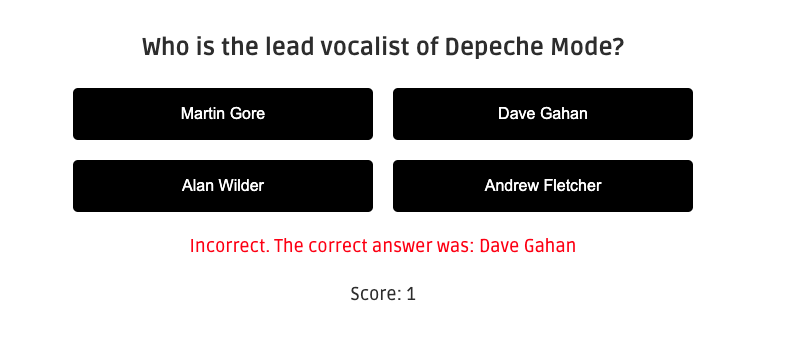 Who is the lead vocalist of Depeche Mode?
Martin Gore
Dave Gahan
Alan Wilder
Andrew Fletcher
Incorrect. The correct answer was: Dave Gahan
Score: 1